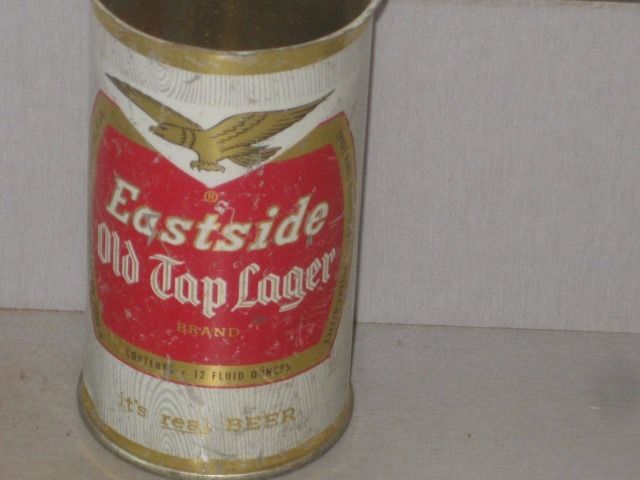 ®
Eastside
Old Tap Lager
BRAND
CONTENTS • 12 FLUID OUNCES
it's real BEER